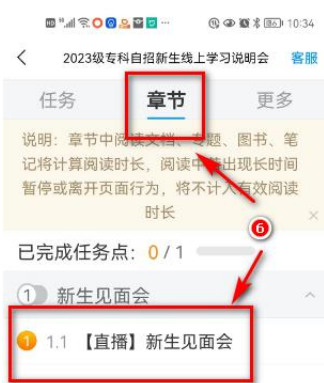 10:34
2023级专科自招新生线上学习说明会 客服
任务 章节 更多
说明：章节中阅读文档、专题、图书、笔
记将计算阅读时长，阅读中若出现长时间
暂停或离开页面行为，将不计入有效阅读
时长
已完成任务点：0 / 1
6
1 新生见面会
1 1.1 【直播】新生见面会